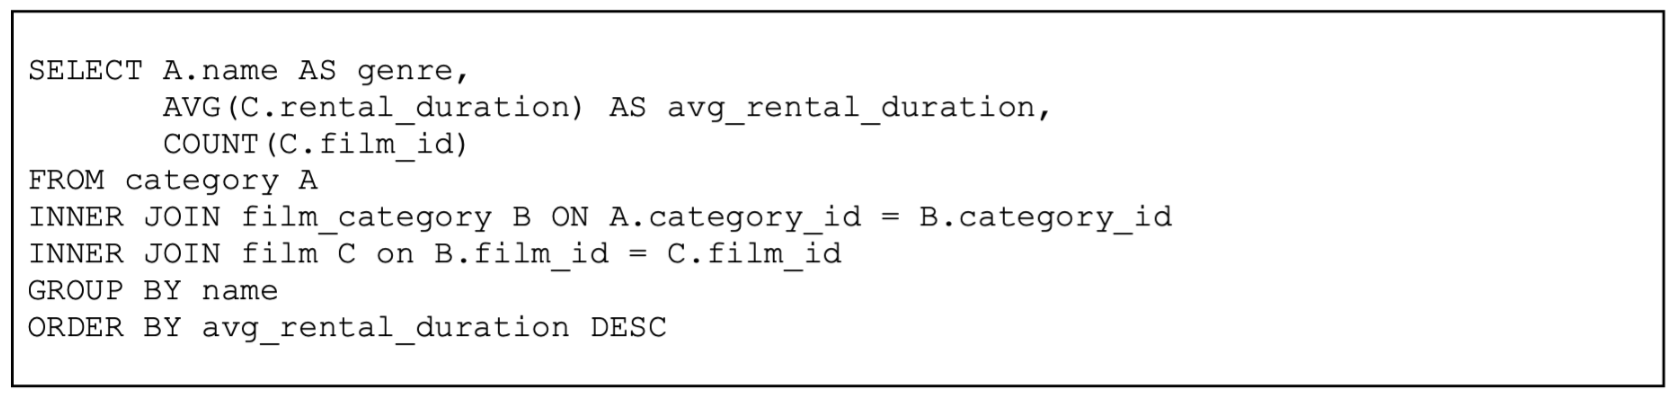 SELECT A.name AS genre,
       AVG(C.rental_duration) AS avg_rental_duration,
       COUNT(C.film_id)
FROM category A
INNER JOIN film_category B ON A.category_id = B.category_id
INNER JOIN film C on B.film_id = C.film_id
GROUP BY name
ORDER BY avg_rental_duration DESC